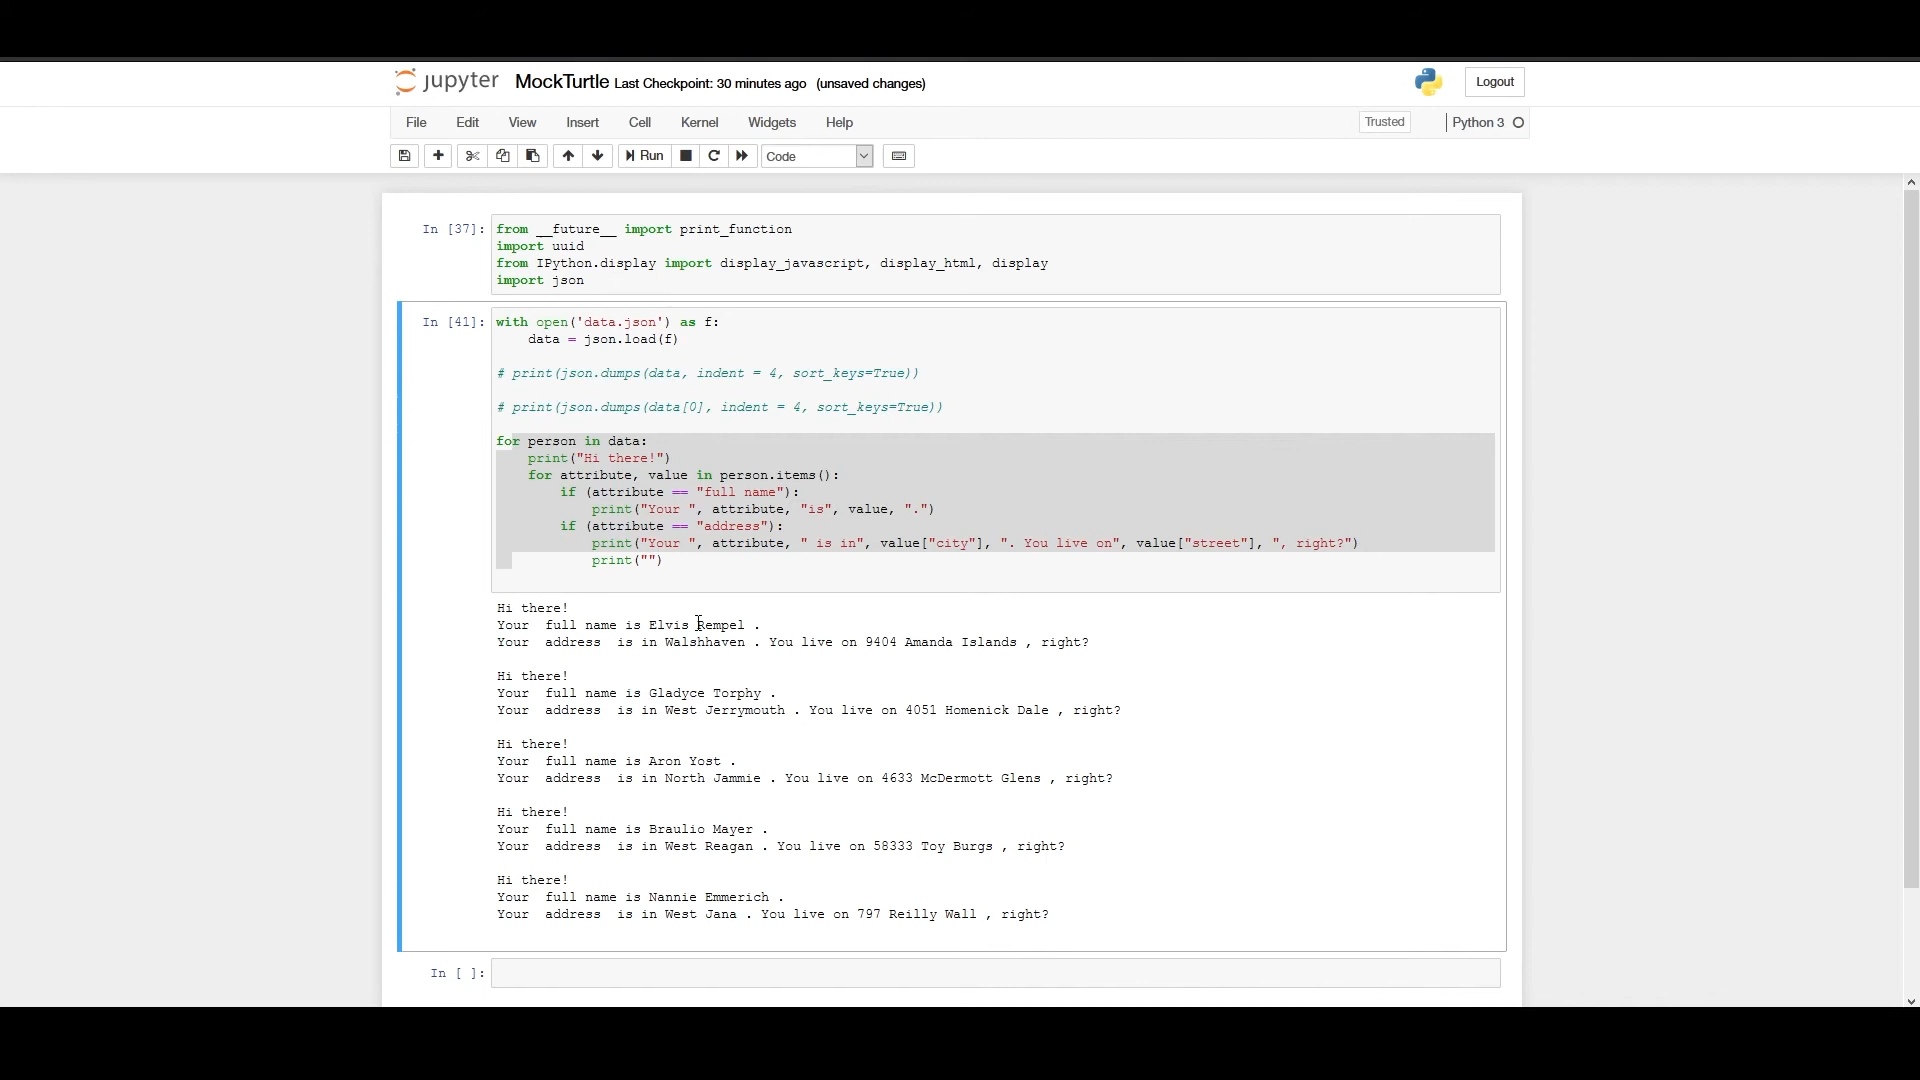 jupyter MockTurtle Last Checkpoint: 30 minutes ago (unsaved changes) Logout
File Edit View Insert Cell Kernel Widgets Help Trusted Python 3
Run Code
In [37]: from __future__ import print_function
import uuid
from IPython.display import display_javascript, display_html, display
import json
In [41]: with open('data.json') as f:
    data = json.load(f)
# print(json.dumps(data, indent = 4, sort_keys=True))
# print(json.dumps(data[0], indent = 4, sort_keys=True))
for person in data:
    print("Hi there!")
    for attribute, value in person.items():
        if (attribute == "full name"):
            print("Your ", attribute, "is", value, ".")
        if (attribute == "address"):
            print("Your ", attribute, " is in", value["city"], ". You live on", value["street"], ", right?")
            print("")
Hi there!
Your  full name is Elvis Rempel .
Your  address  is in Walshhaven . You live on 9404 Amanda Islands , right?
Hi there!
Your  full name is Gladyce Torphy .
Your  address  is in West Jerrymouth . You live on 4051 Homenick Dale , right?
Hi there!
Your  full name is Aron Yost .
Your  address  is in North Jammie . You live on 4633 McDermott Glens , right?
Hi there!
Your  full name is Braulio Mayer .
Your  address  is in West Reagan . You live on 58333 Toy Burgs , right?
Hi there!
Your  full name is Nannie Emmerich .
Your  address  is in West Jana . You live on 797 Reilly Wall , right?
In [ ]: